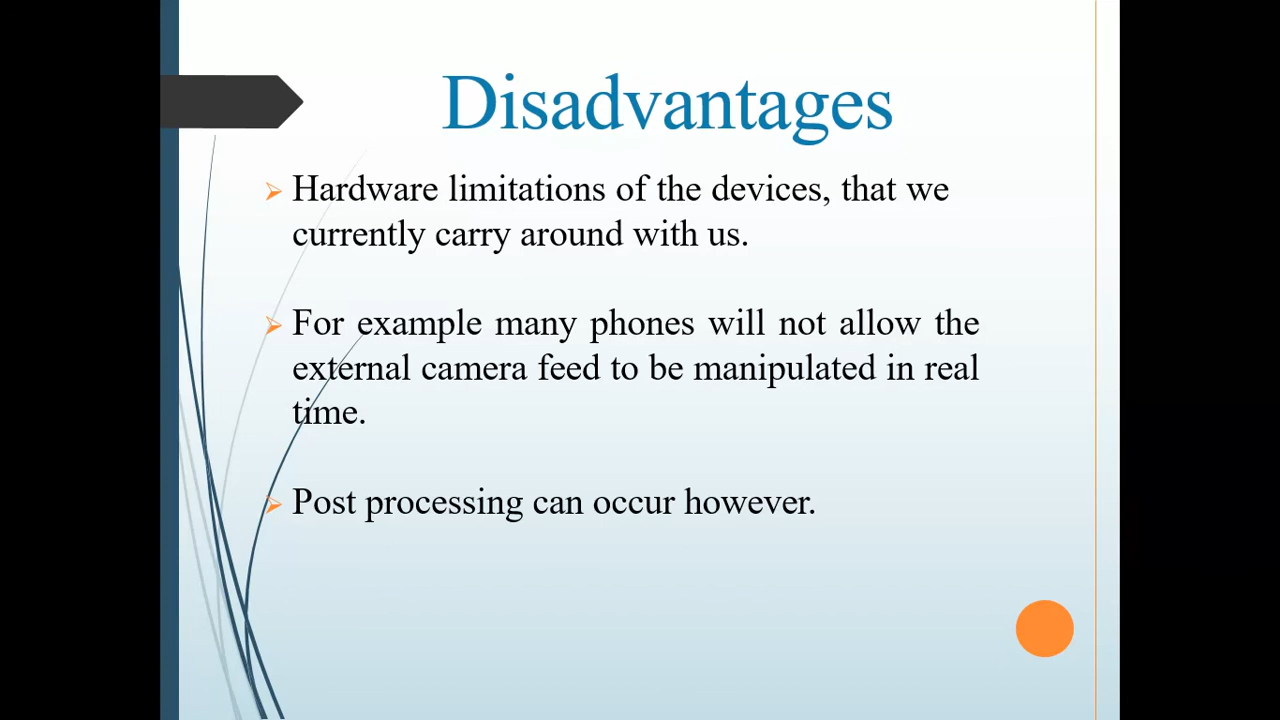 Disadvantages
Hardware limitations of the devices, that we
currently carry around with us.
For example many phones will not allow the
external camera feed to be manipulated in real
time.
Post processing can occur however.